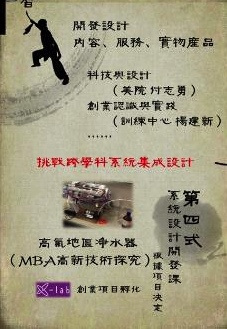 開發設計
內容、服務、實物產品
科技與設計
(美院 付志勇)
創業認識與實踐
(訓練中心 楊建新)
......
挑戰跨學科系統集成設計
第四式
系統設計開發課
依據項目決定
高氟地區淨水器
(MBA高新技術探究)
X-lab 創業項目孵化